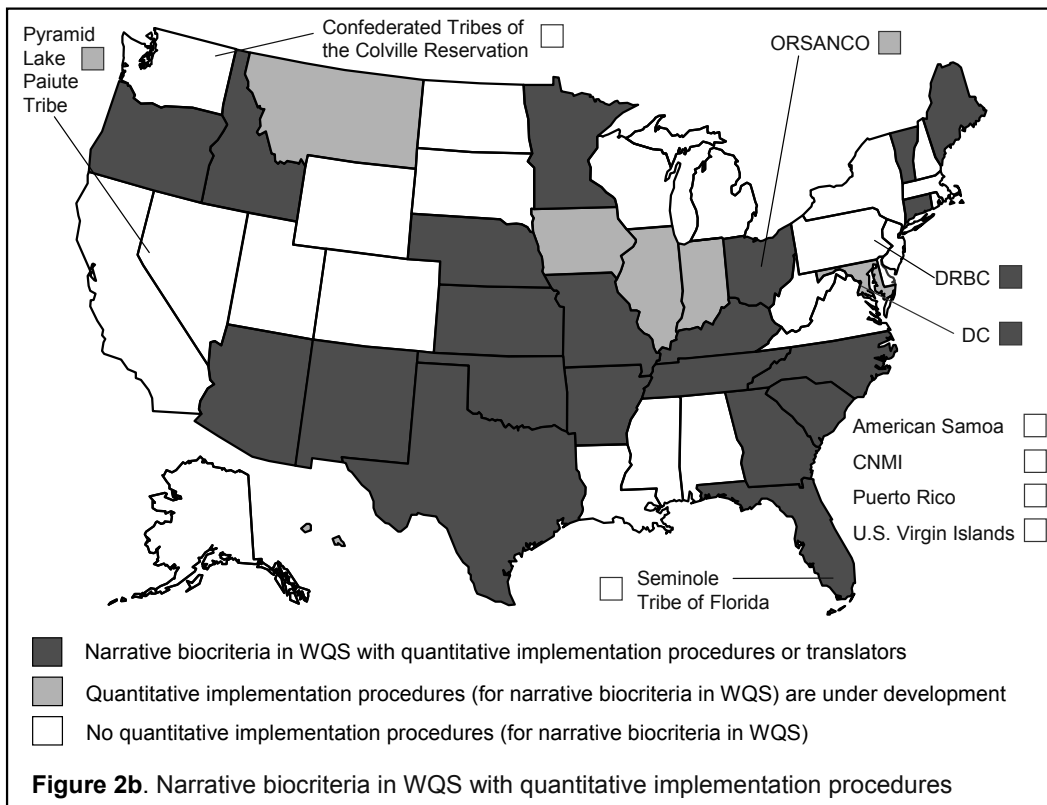 Pyramid
Lake
Paiute
Tribe
Confederated Tribes of
the Colville Reservation
ORSANCO
DRBC
DC
American Samoa
CNMI
Puerto Rico
U.S. Virgin Islands
Seminole
Tribe of Florida
Narrative biocriteria in WQS with quantitative implementation procedures or translators
Quantitative implementation procedures (for narrative biocriteria in WQS) are under development
No quantitative implementation procedures (for narrative biocriteria in WQS)
Figure 2b. Narrative biocriteria in WQS with quantitative implementation procedures